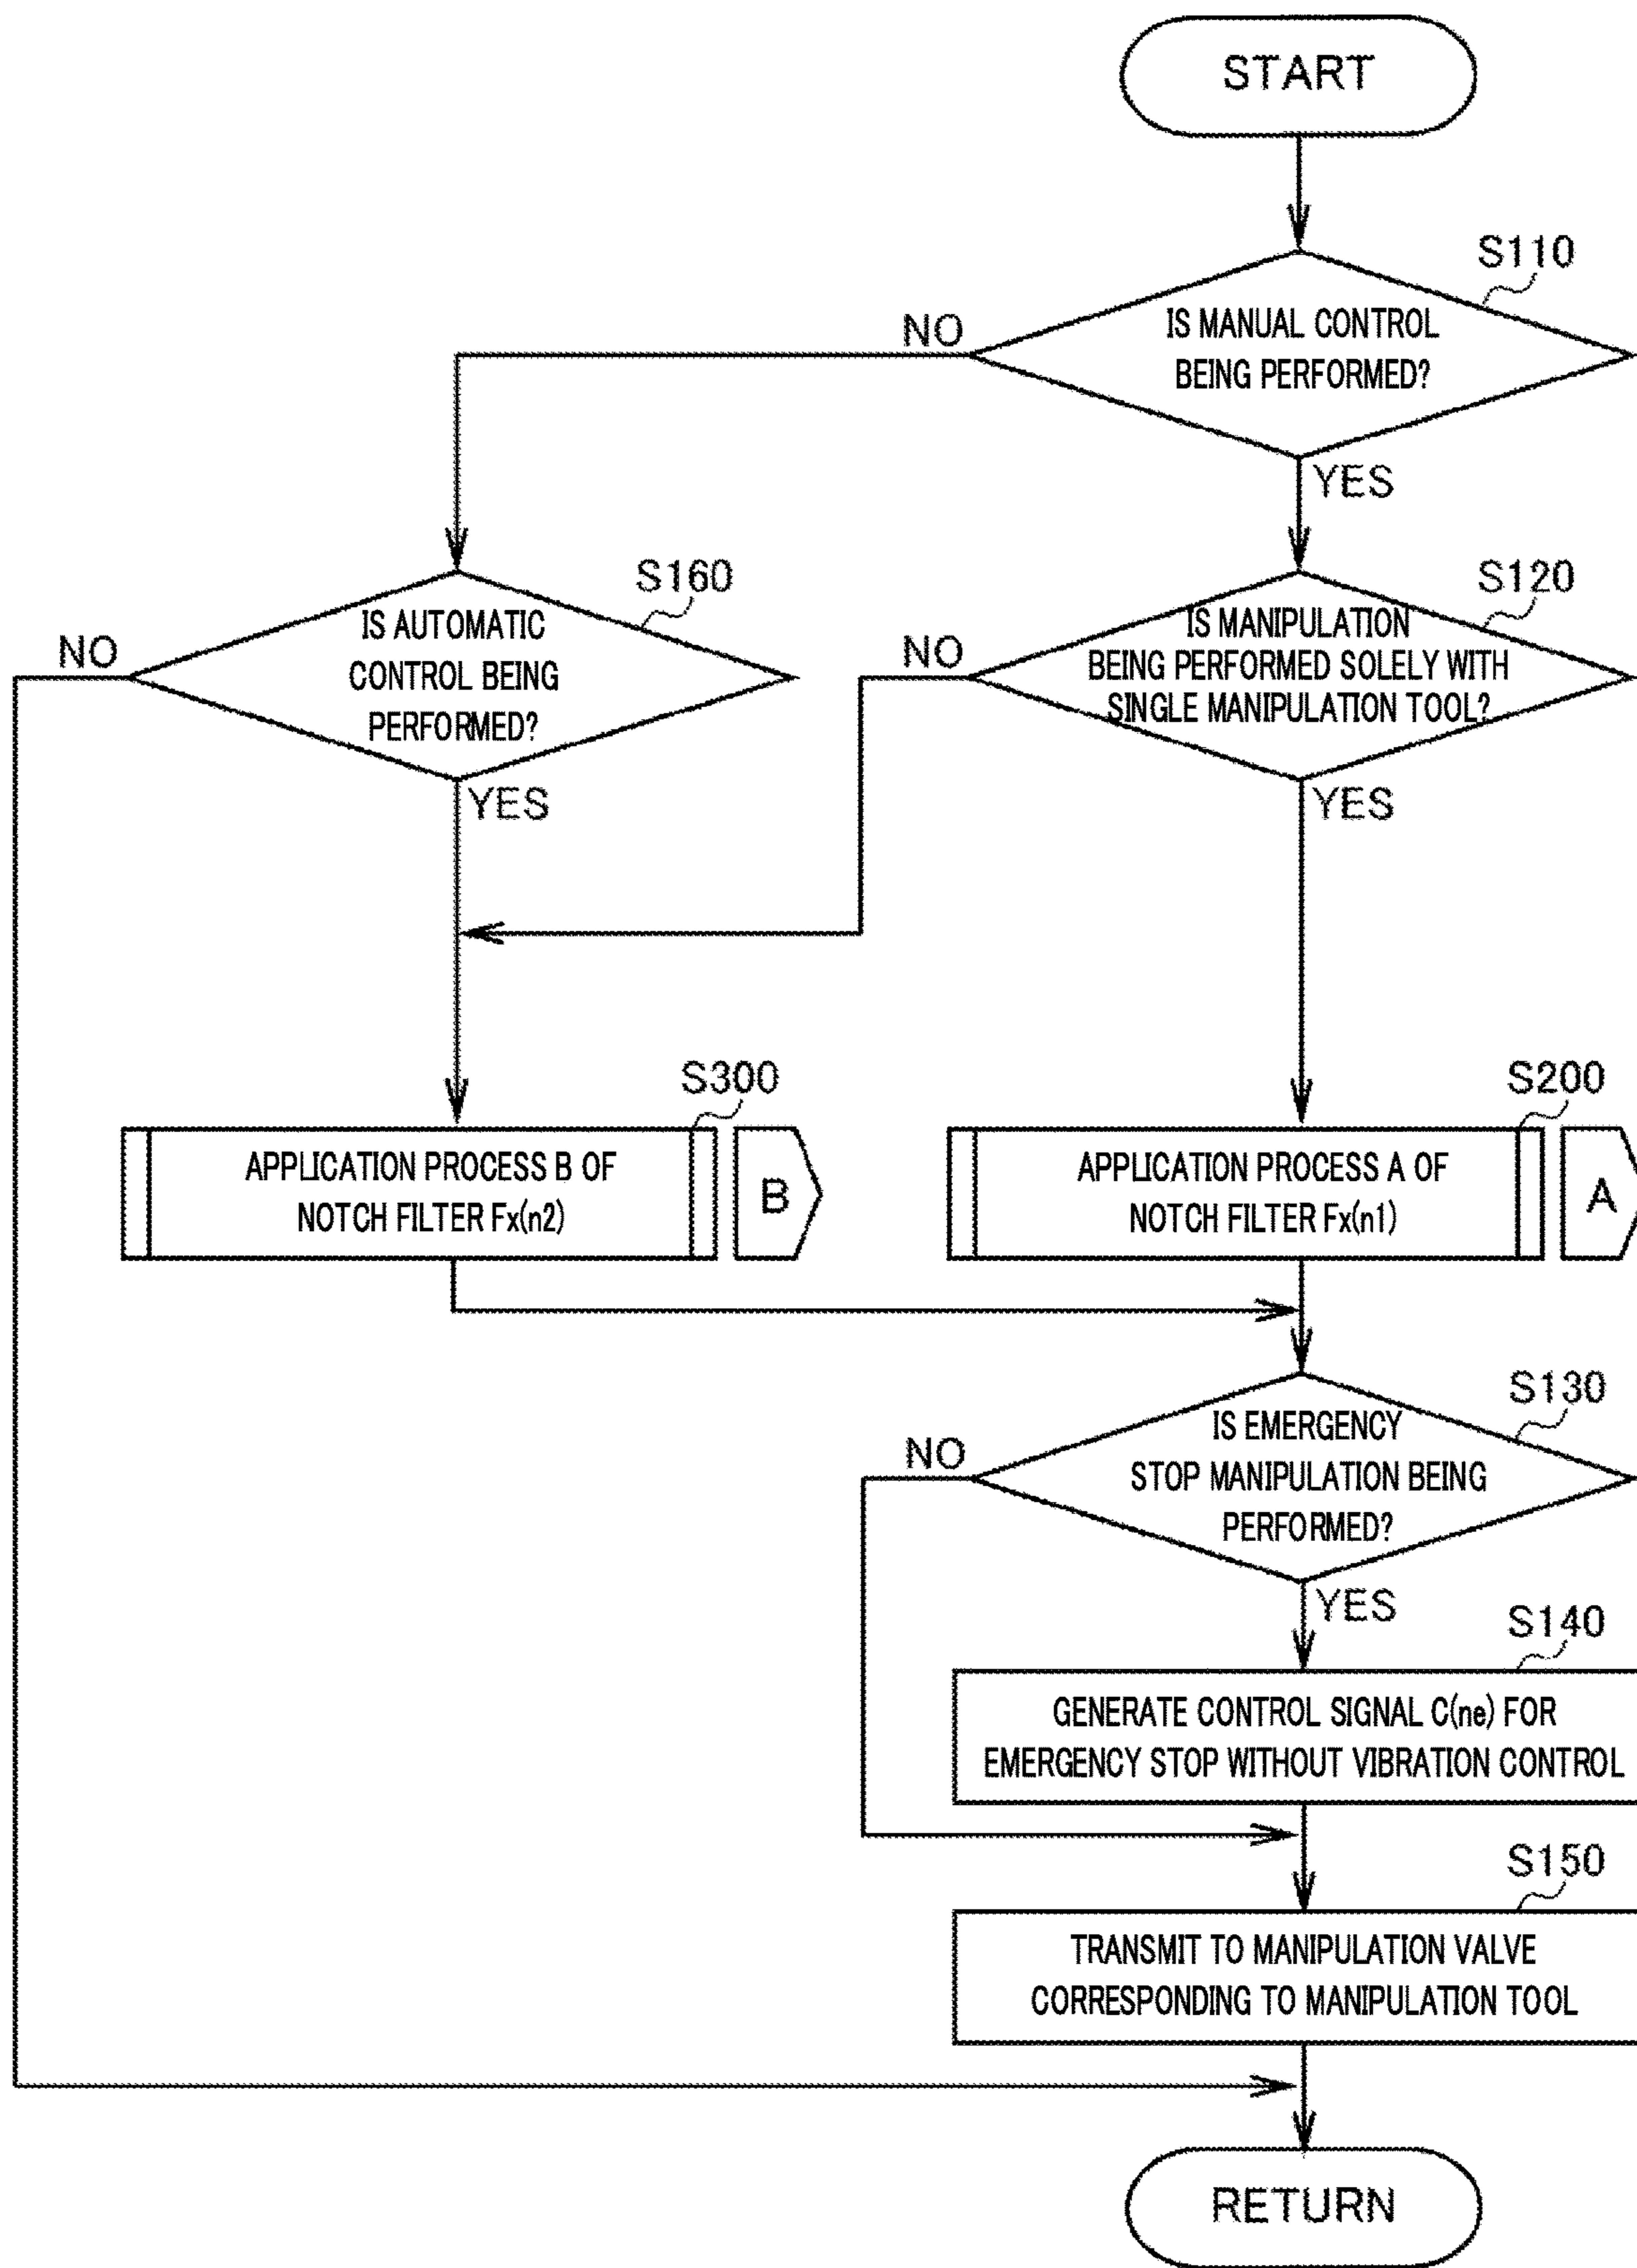 START
S110
IS MANUAL CONTROL
BEING PERFORMED?
NO
YES
S160
IS AUTOMATIC
CONTROL BEING
PERFORMED?
NO
YES
S120
IS MANIPULATION
BEING PERFORMED SOLELY WITH
SINGLE MANIPULATION TOOL?
NO
YES
S300
APPLICATION PROCESS B OF
NOTCH FILTER Fx(n2)
B
S200
APPLICATION PROCESS A OF
NOTCH FILTER Fx(n1)
A
S130
IS EMERGENCY
STOP MANIPULATION BEING
PERFORMED?
NO
YES
S140
GENERATE CONTROL SIGNAL C(ne) FOR
EMERGENCY STOP WITHOUT VIBRATION CONTROL
S150
TRANSMIT TO MANIPULATION VALVE
CORRESPONDING TO MANIPULATION TOOL
RETURN